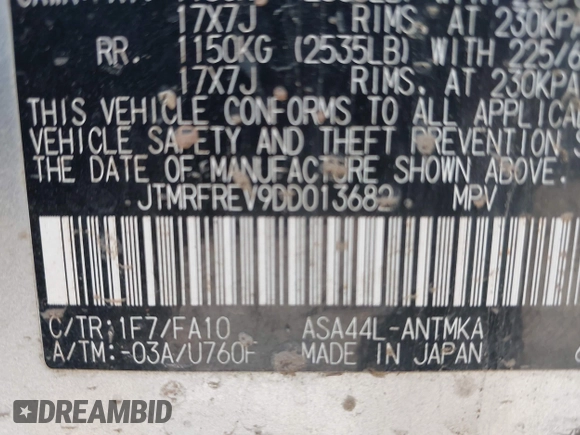 17X7J RIMS. AT 230KPA
RR. 1150KG (2535LB) WITH 225/6
17X7J RIMS. AT 230KPA
THIS VEHICLE CONFORMS TO ALL APPLICA
VEHICLE SAFETY AND THEFT PREVENTION S
THE DATE OF MANUFACTURE SHOWN ABOVE.
JTMRFREV9DD013682 MPV
C/TR: 1F7/FA10 ASA44L-ANTMKA
A/TM: -03A/U760F MADE IN JAPAN
DREAMBID